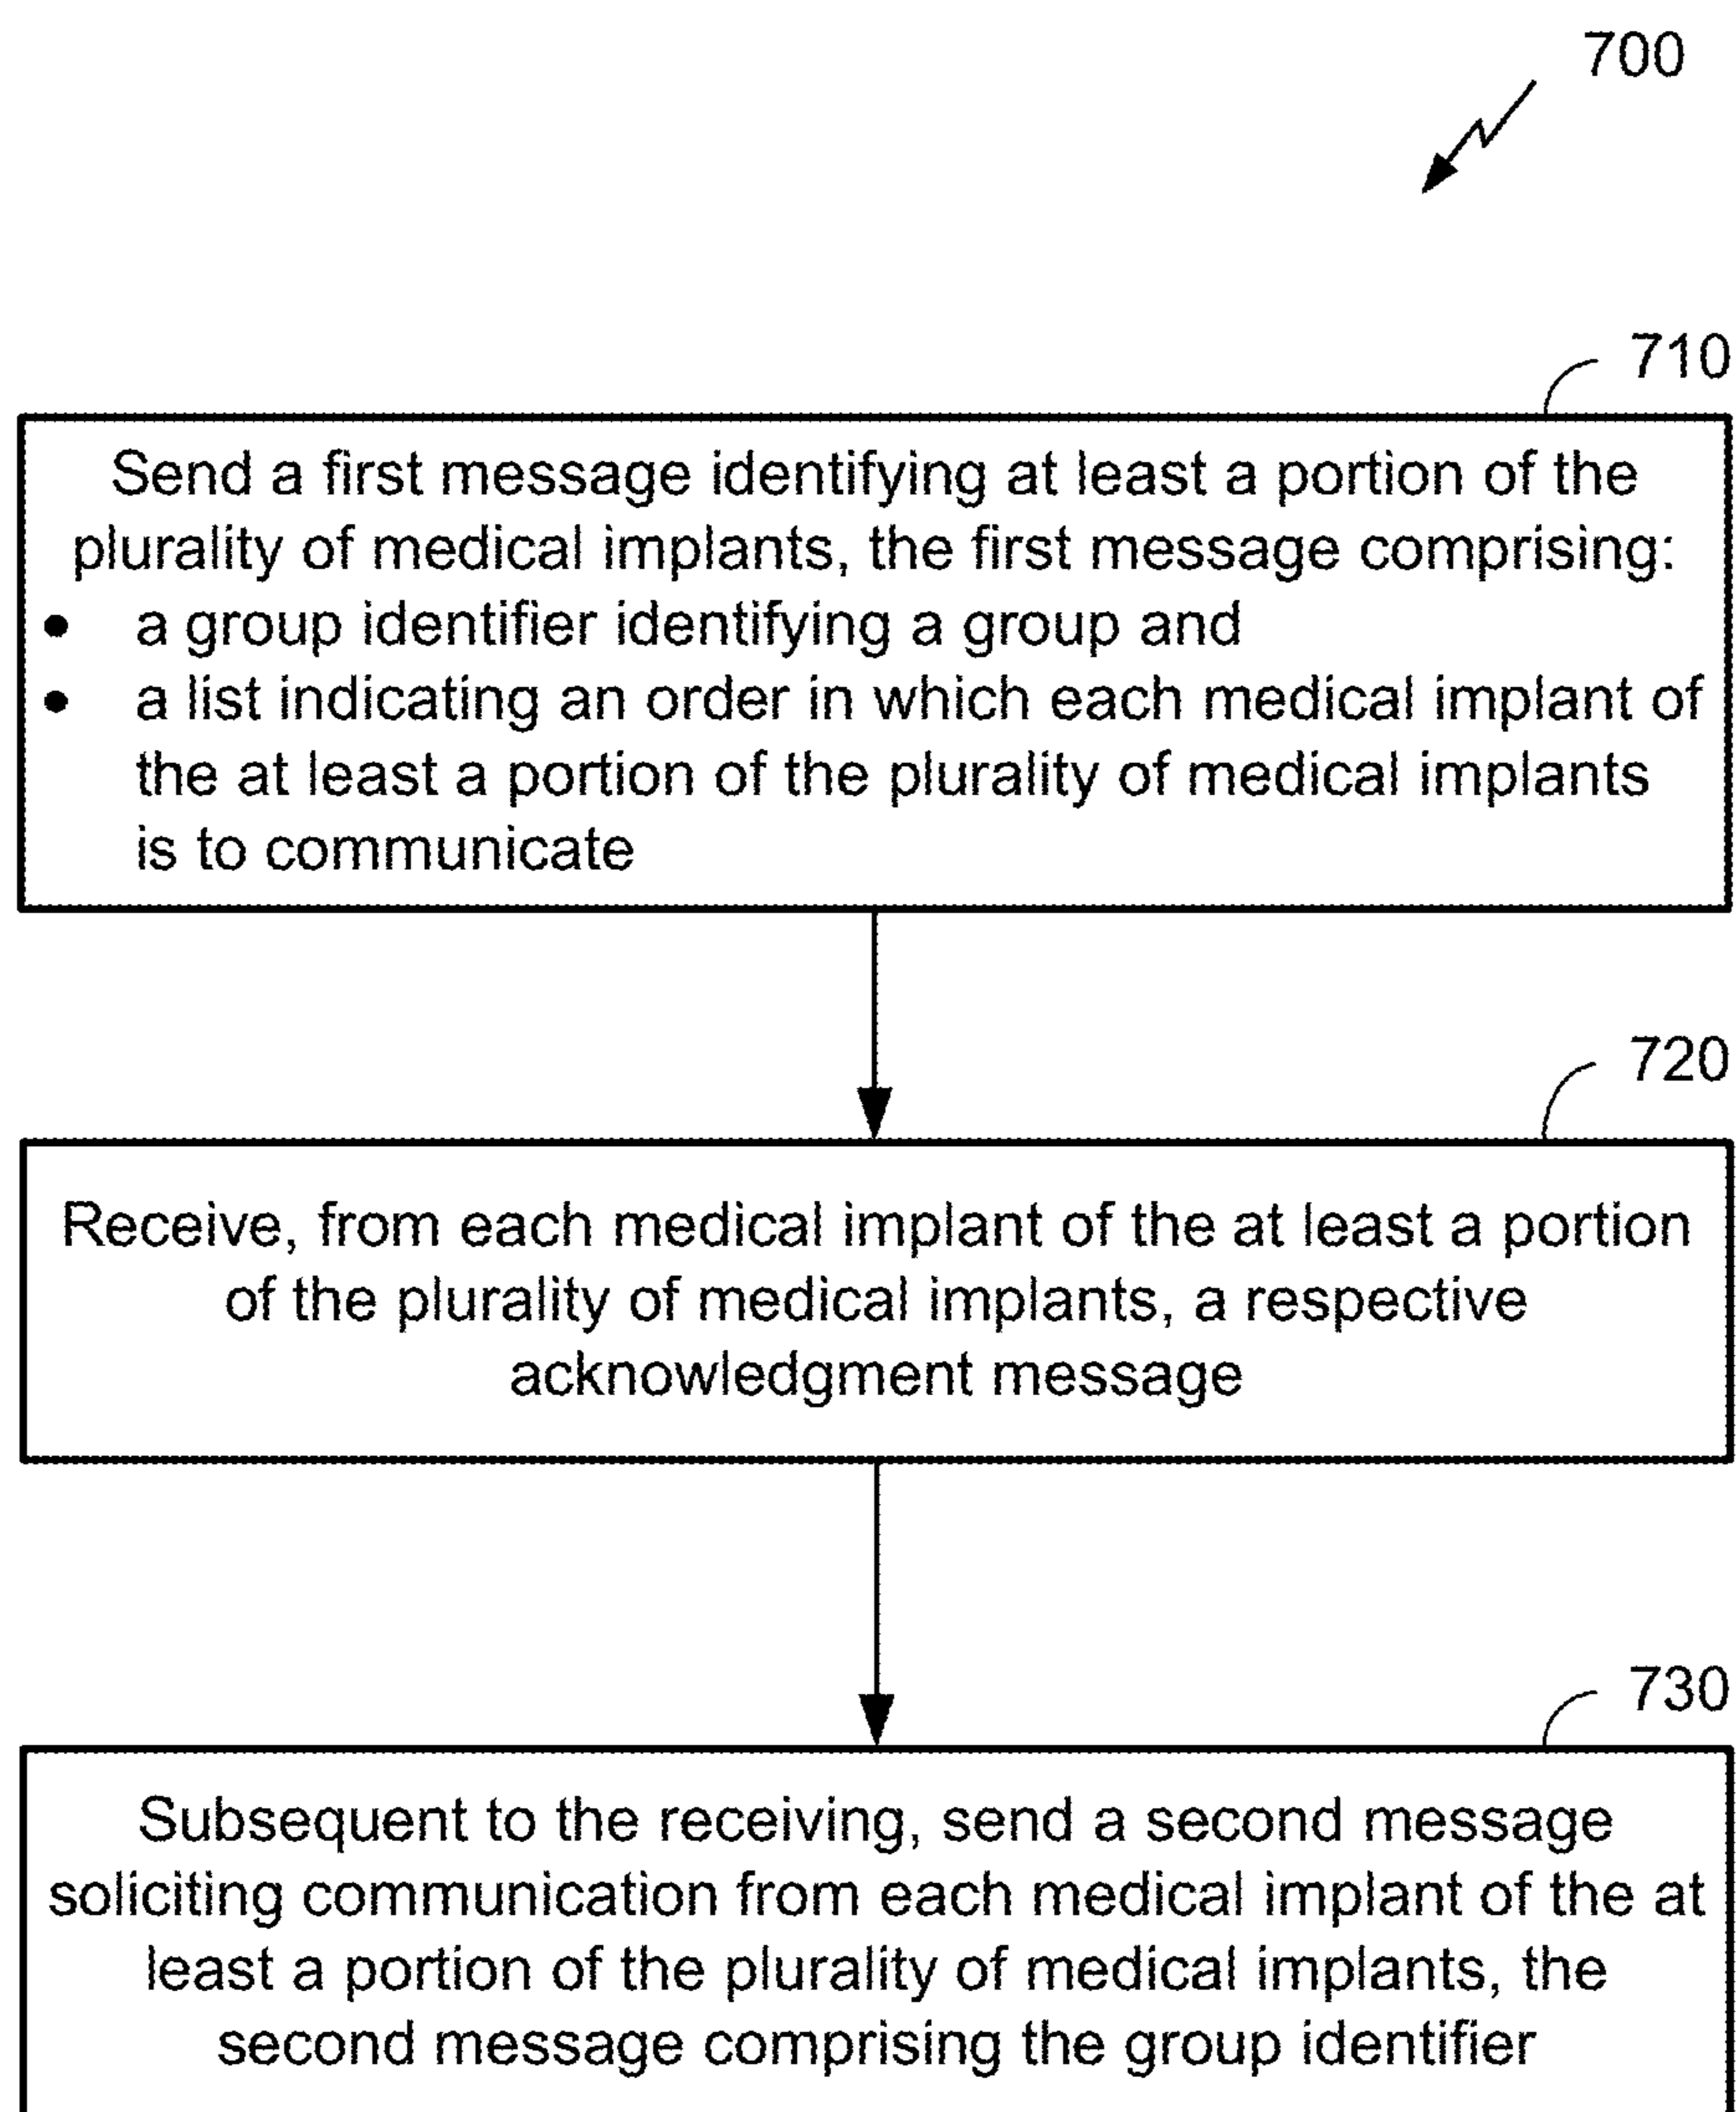 700
710
Send a first message identifying at least a portion of the
plurality of medical implants, the first message comprising:
• a group identifier identifying a group and
• a list indicating an order in which each medical implant of
the at least a portion of the plurality of medical implants
is to communicate
720
Receive, from each medical implant of the at least a portion
of the plurality of medical implants, a respective
acknowledgment message
730
Subsequent to the receiving, send a second message
soliciting communication from each medical implant of the at
least a portion of the plurality of medical implants, the
second message comprising the group identifier